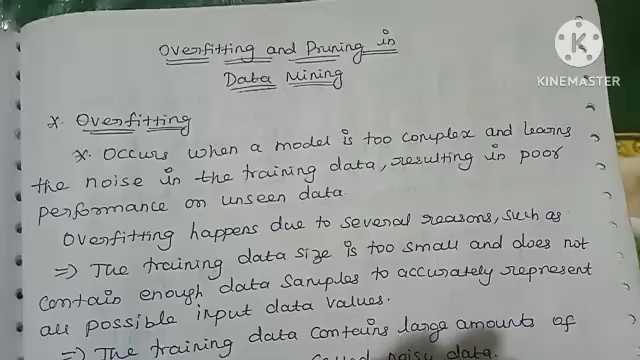 Overfitting and Pruning in
Data Mining
KINEMASTER
* Overfitting
* Occurs when a model is too complex and learns
the noise in the training data, resulting in poor
performance on unseen data.
Overfitting happens due to several reasons, such as
=> The training data size is too small and does not
contain enough data samples to accurately represent
all possible input data values.
=> The training data contains large amounts of
called noisy data.